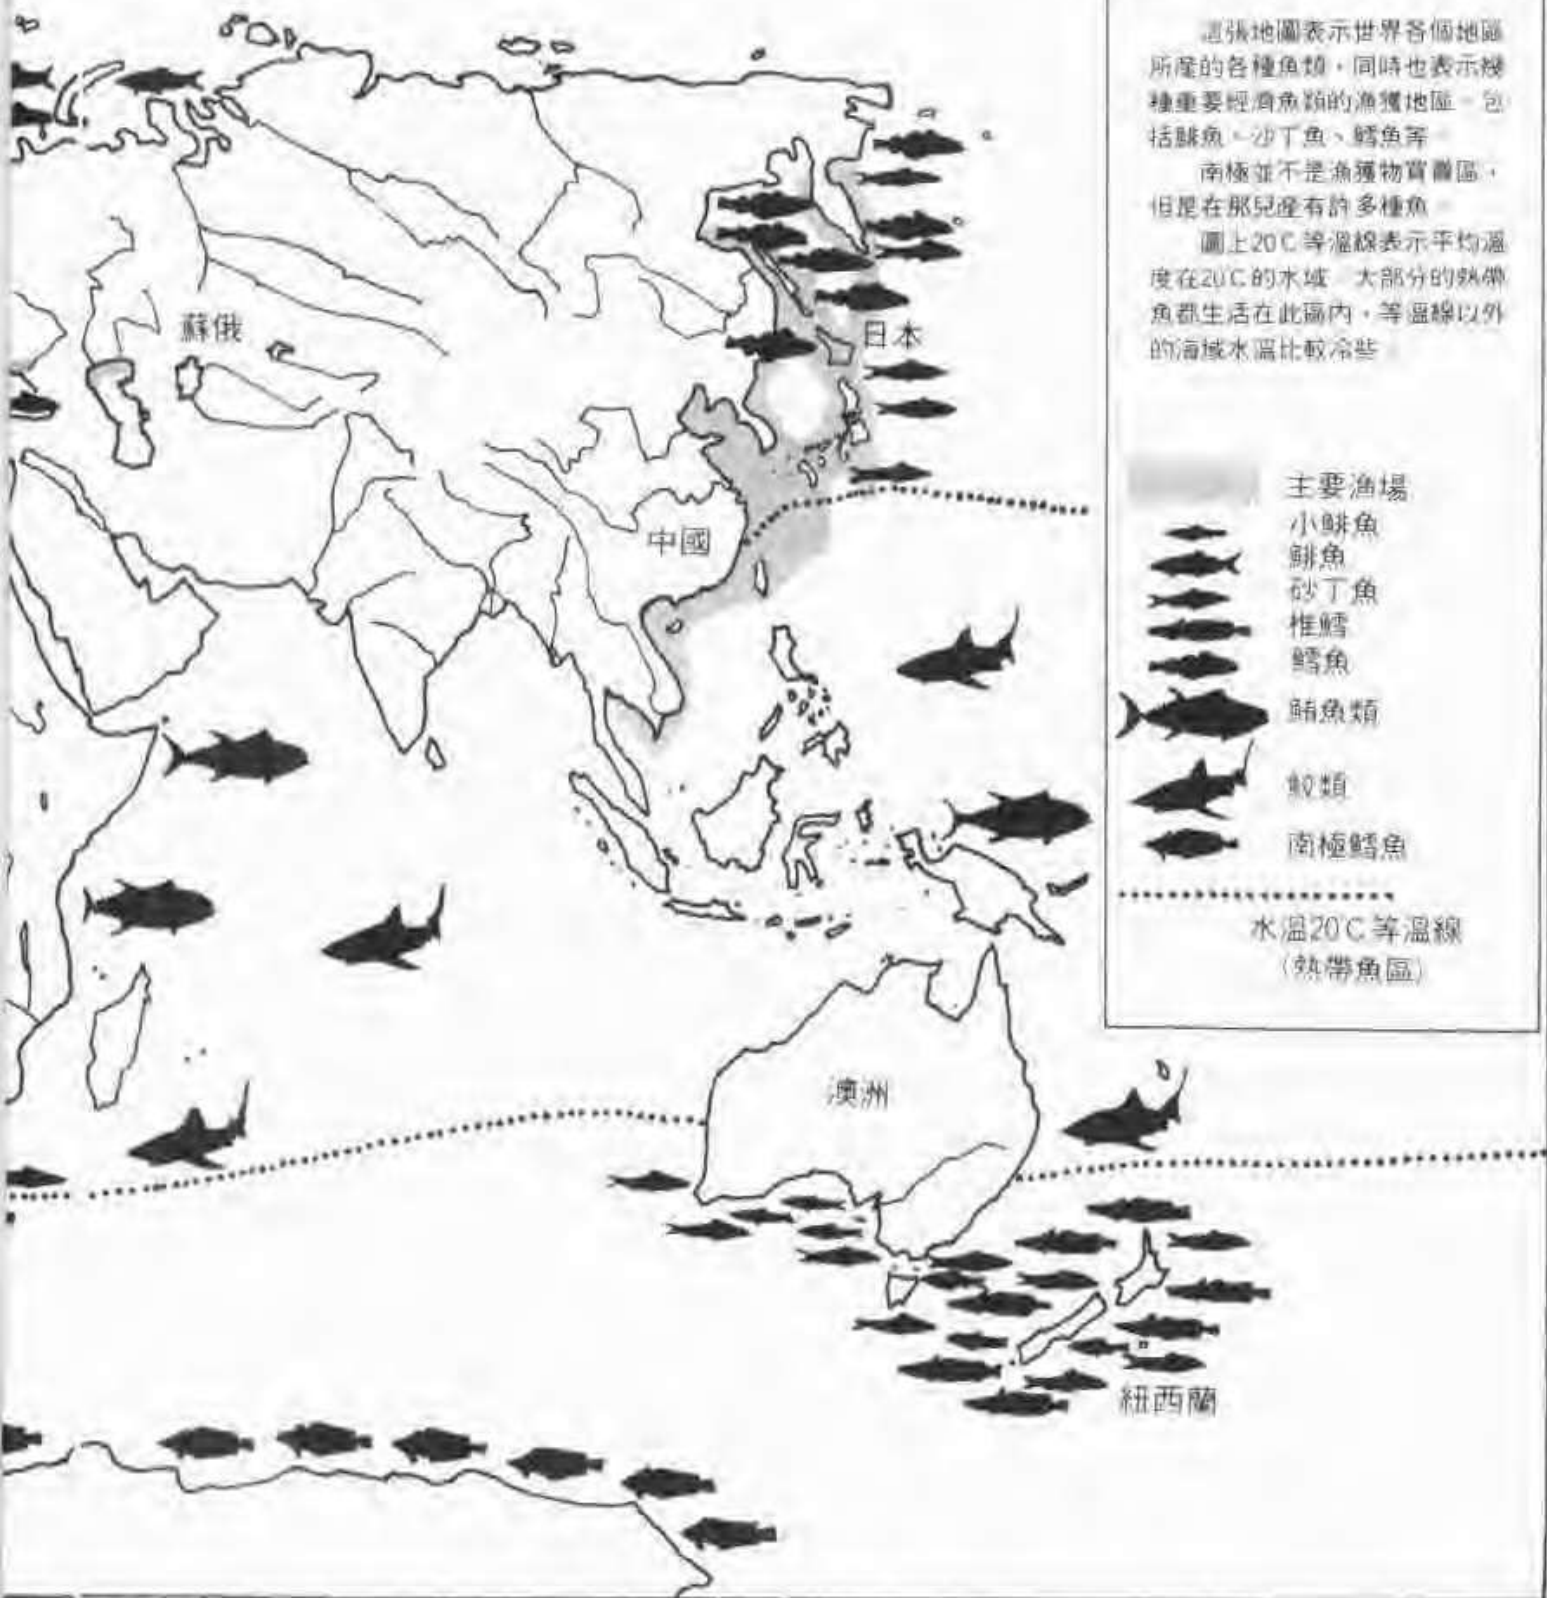 這張地圖表示世界各個地區
所產的各種魚類，同時也表示幾
種重要經濟魚類的漁獲地區。包
括鯡魚、沙丁魚、鱈魚等。
南極並不是漁獲物買賣區，
但是在那兒產有許多種魚。
圖上20℃等溫線表示平均溫
度在20℃的水域。大部分的熱帶
魚都生活在此區內，等溫線以外
的海域水溫比較冷些。
蘇俄
日本
中國
主要漁場
小鯡魚
鯡魚
砂丁魚
稚鱈
鱈魚
鮪魚類
鮫類
南極鱈魚
水溫20℃等溫線
（熱帶魚區）
澳洲
紐西蘭